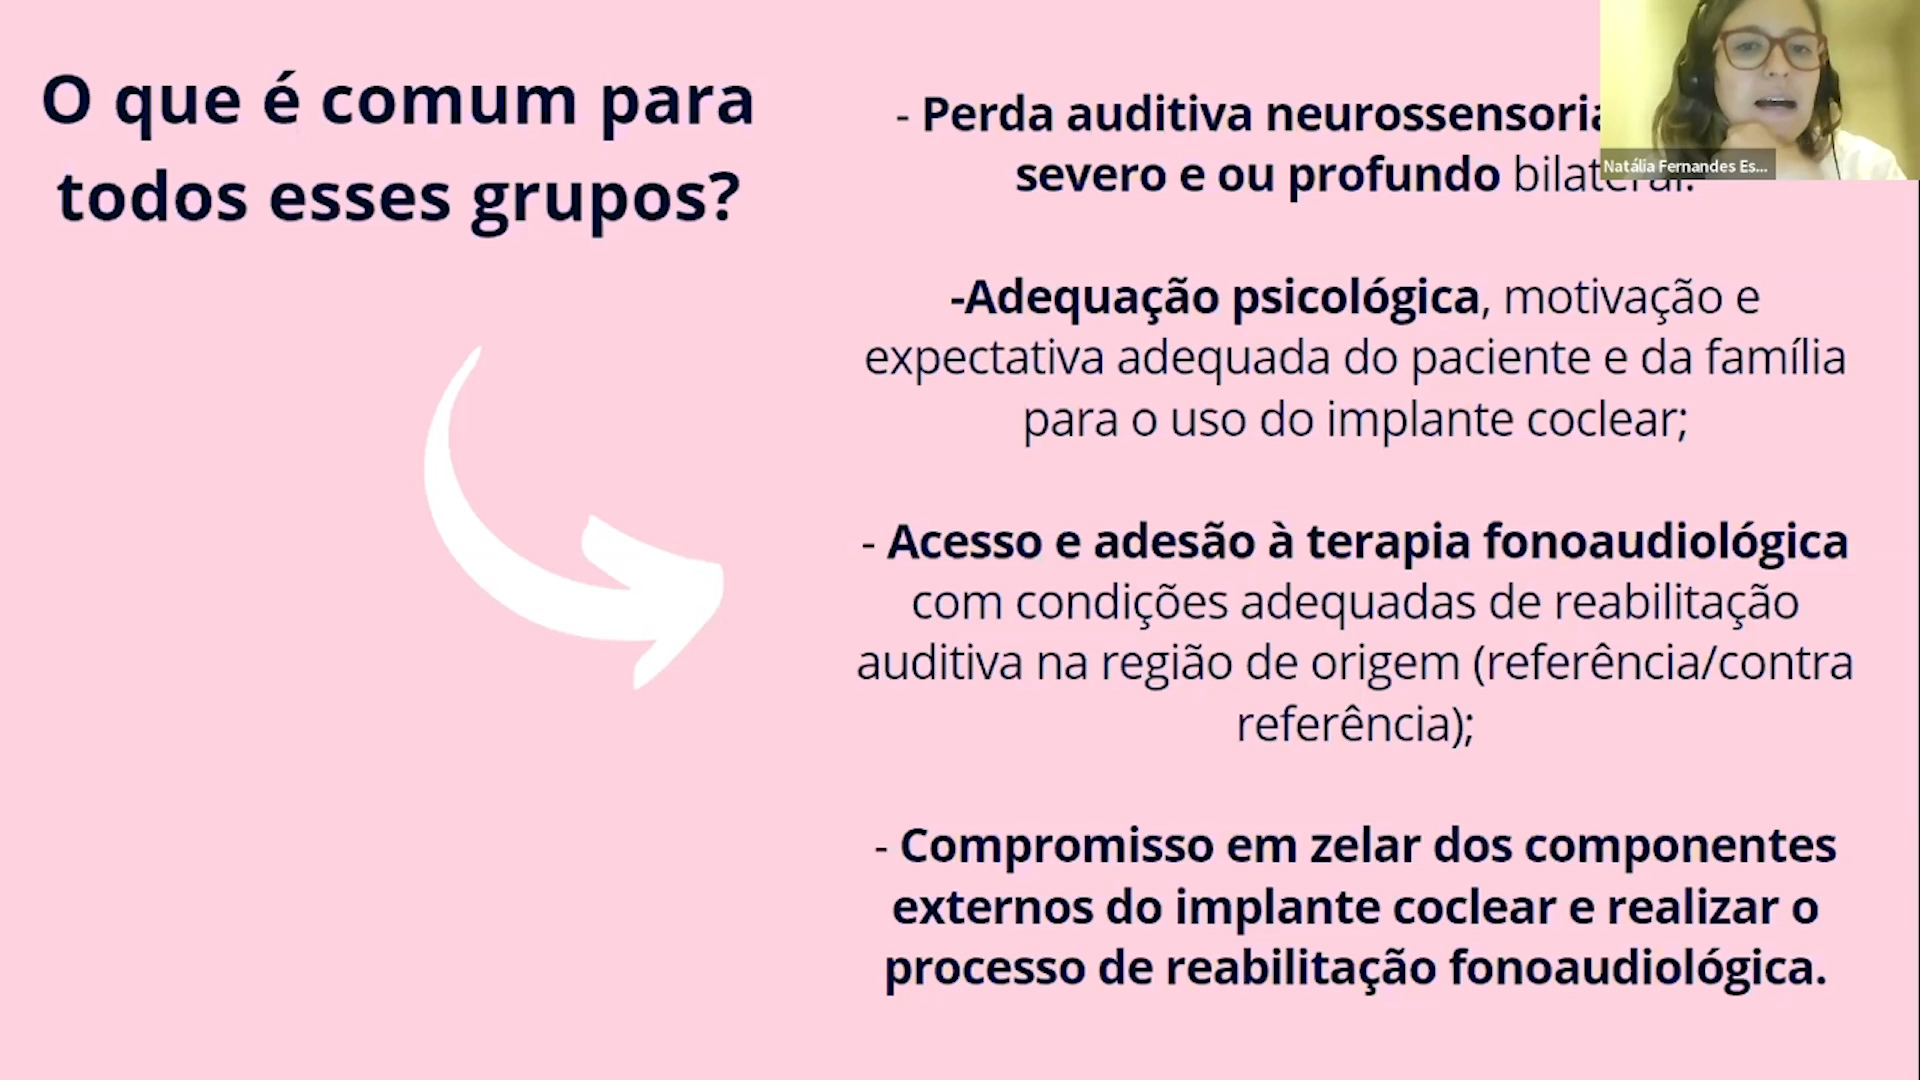 O que é comum para
todos esses grupos?
- Perda auditiva
severo e ou profundo bilateral.
-Adequação psicológica, motivação e
expectativa adequada do paciente e da família
para o uso do implante coclear;
- Acesso e adesão à terapia fonoaudiológica
com condições adequadas de reabilitação
auditiva na região de origem (referência/contra
referência);
- Compromisso em zelar dos componentes
externos do implante coclear e realizar o
processo de reabilitação fonoaudiológica.
Natália Fernandes Es...